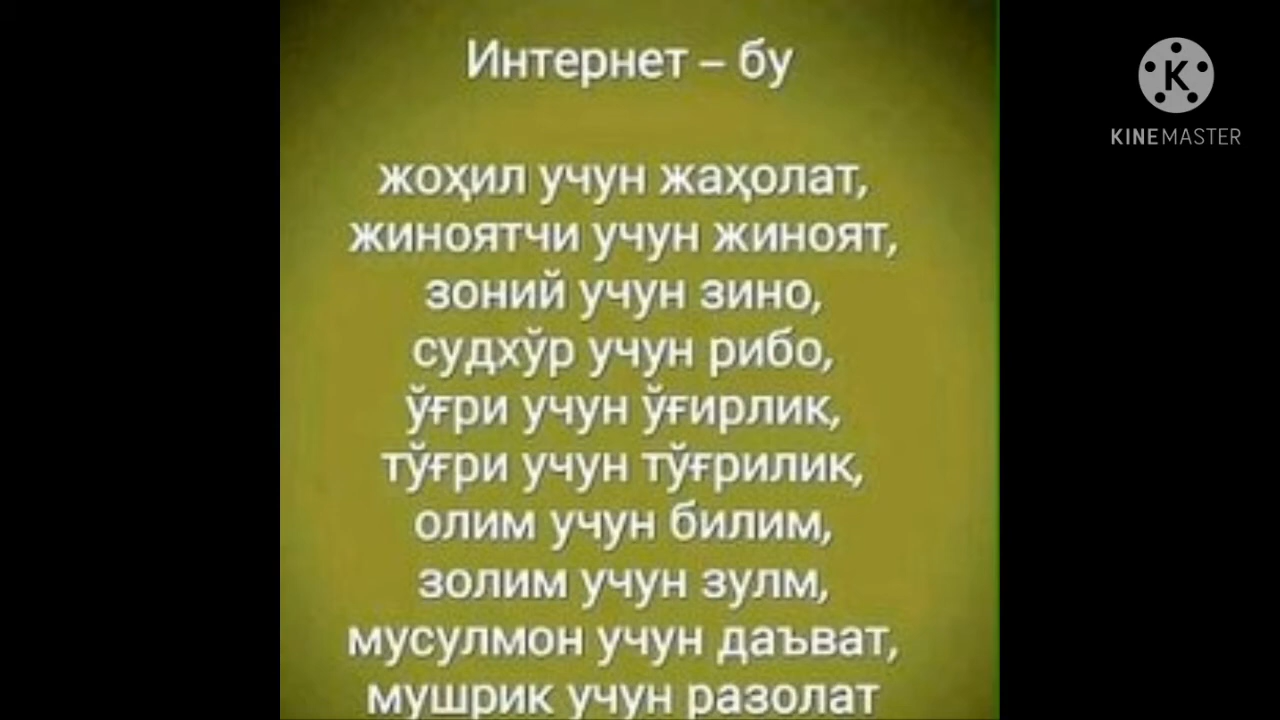 Интернет – бу
жоҳил учун жаҳолат,
жиноятчи учун жиноят,
зоний учун зино,
судхўр учун рибо,
ўғри учун ўғирлик,
тўғри учун тўғрилик,
олим учун билим,
золим учун зулм,
мусулмон учун даъват,
мушрик учун разолат
K
KINEMASTER